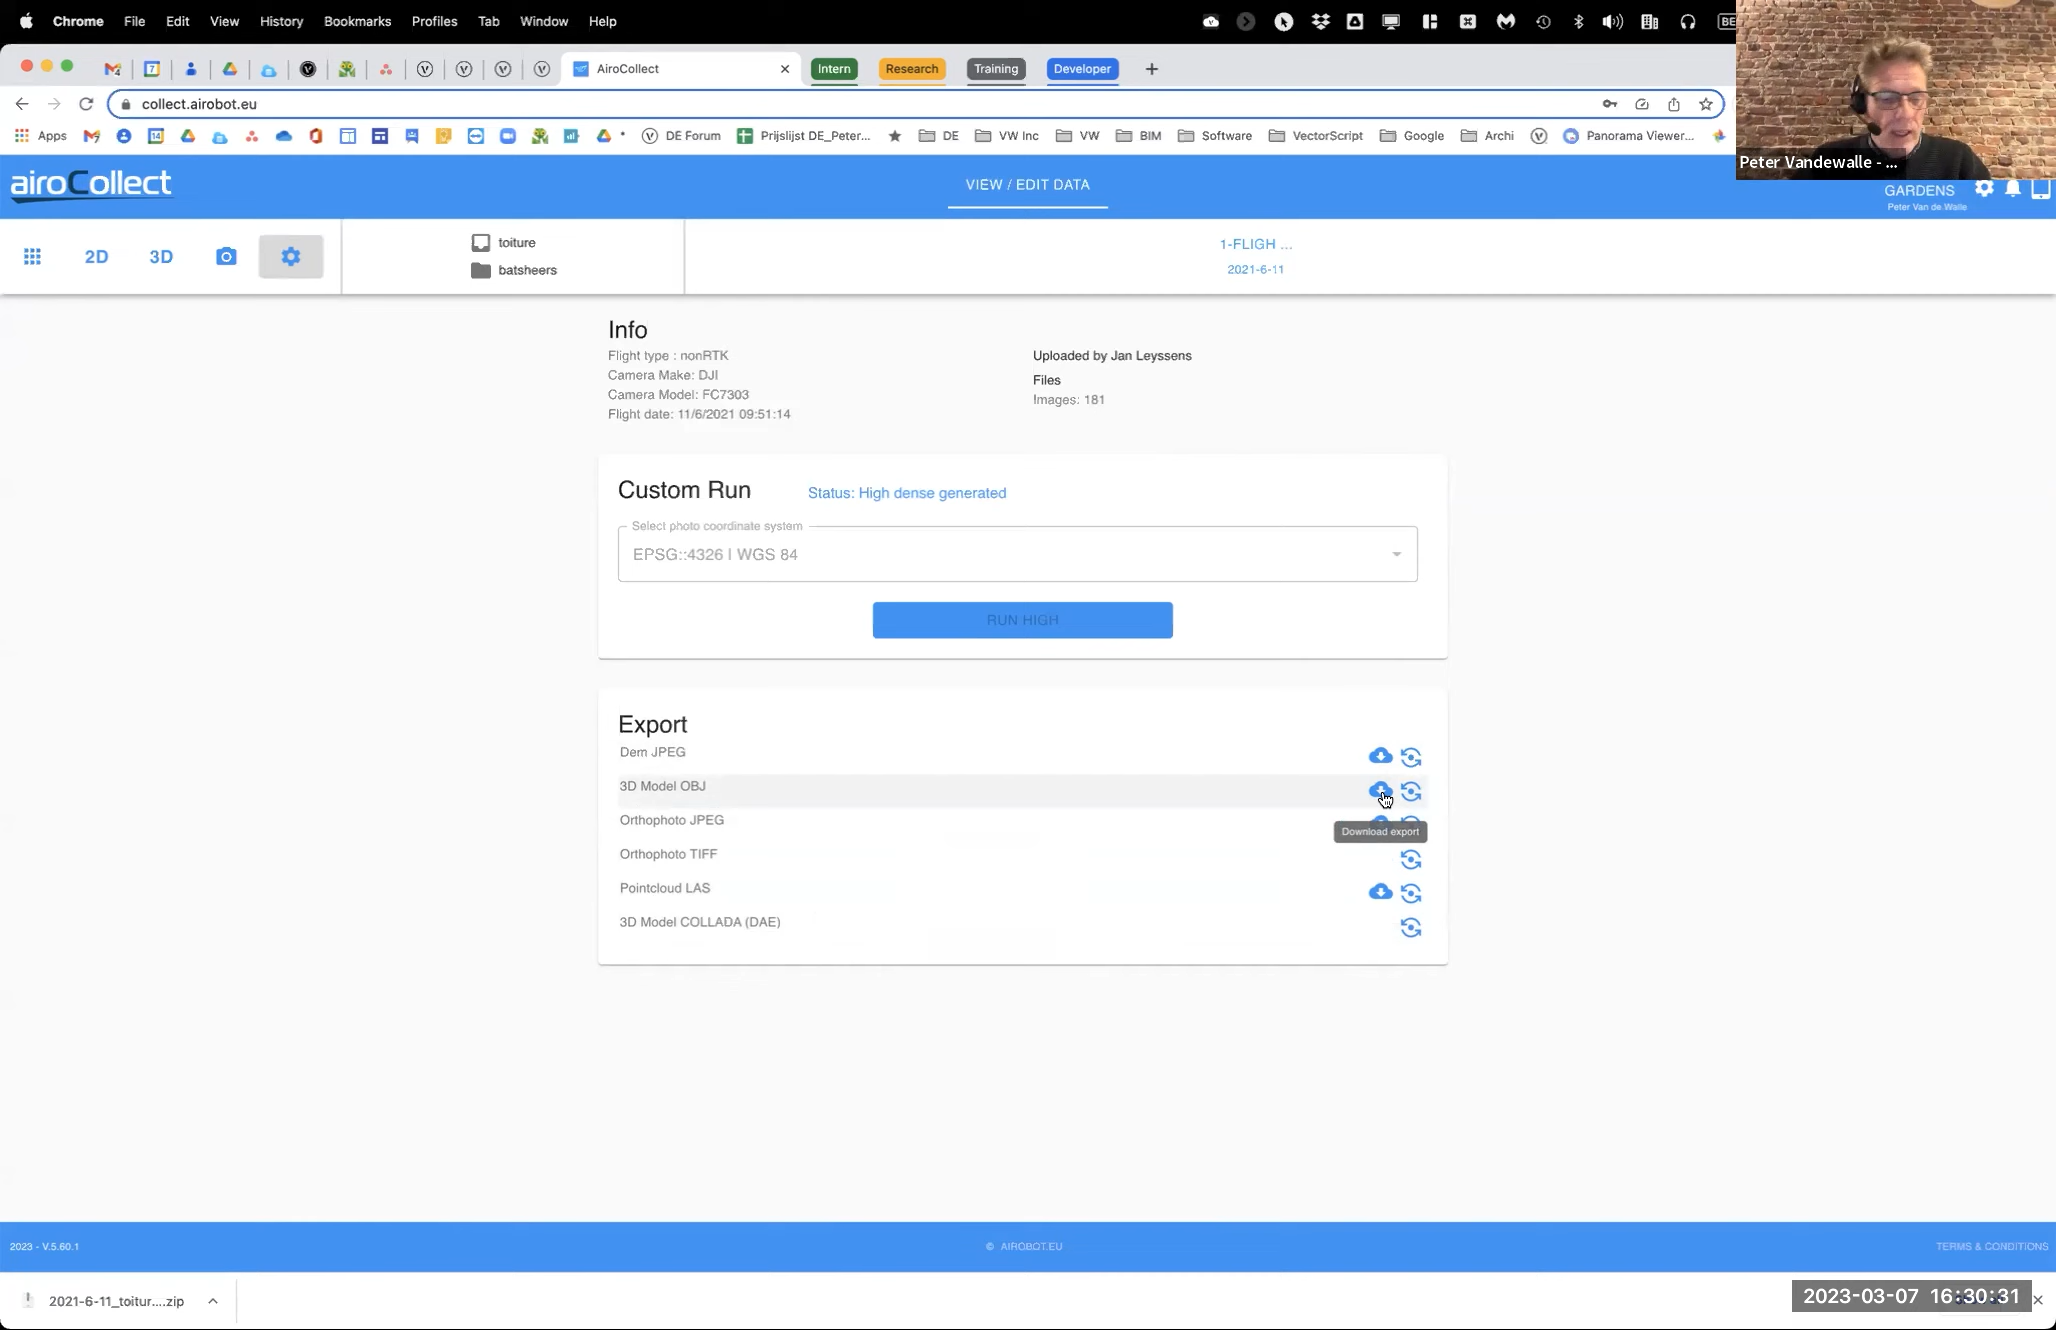 Chrome File Edit View History Bookmarks Profiles Tab Window Help
AiroCollect Intern Research Training Developer
collect.airobot.eu
Apps DE Forum Prijslijst DE_Peter... DE VW Inc VW BIM Software VectorScript Google Archi Panorama Viewer...
Peter Vandewalle - ...
airoCollect
VIEW / EDIT DATA
GARDENS
Peter Van de Walle
2D 3D
toiture
batsheers
1-FLIGH ...
2021-6-11
Info
Flight type : nonRTK
Camera Make: DJI
Camera Model: FC7303
Flight date: 11/6/2021 09:51:14
Uploaded by Jan Leyssens
Files
Images: 181
Custom Run
Status: High dense generated
Select photo coordinate system
EPSG::4326 | WGS 84
RUN HIGH
Export
Dem JPEG
3D Model OBJ
Orthophoto JPEG
Download export
Orthophoto TIFF
Pointcloud LAS
3D Model COLLADA (DAE)
2023 - V.5.60.1
© AIROBOT.EU
TERMS & CONDITIONS
2021-6-11_toitur....zip
2023-03-07 16:30:31